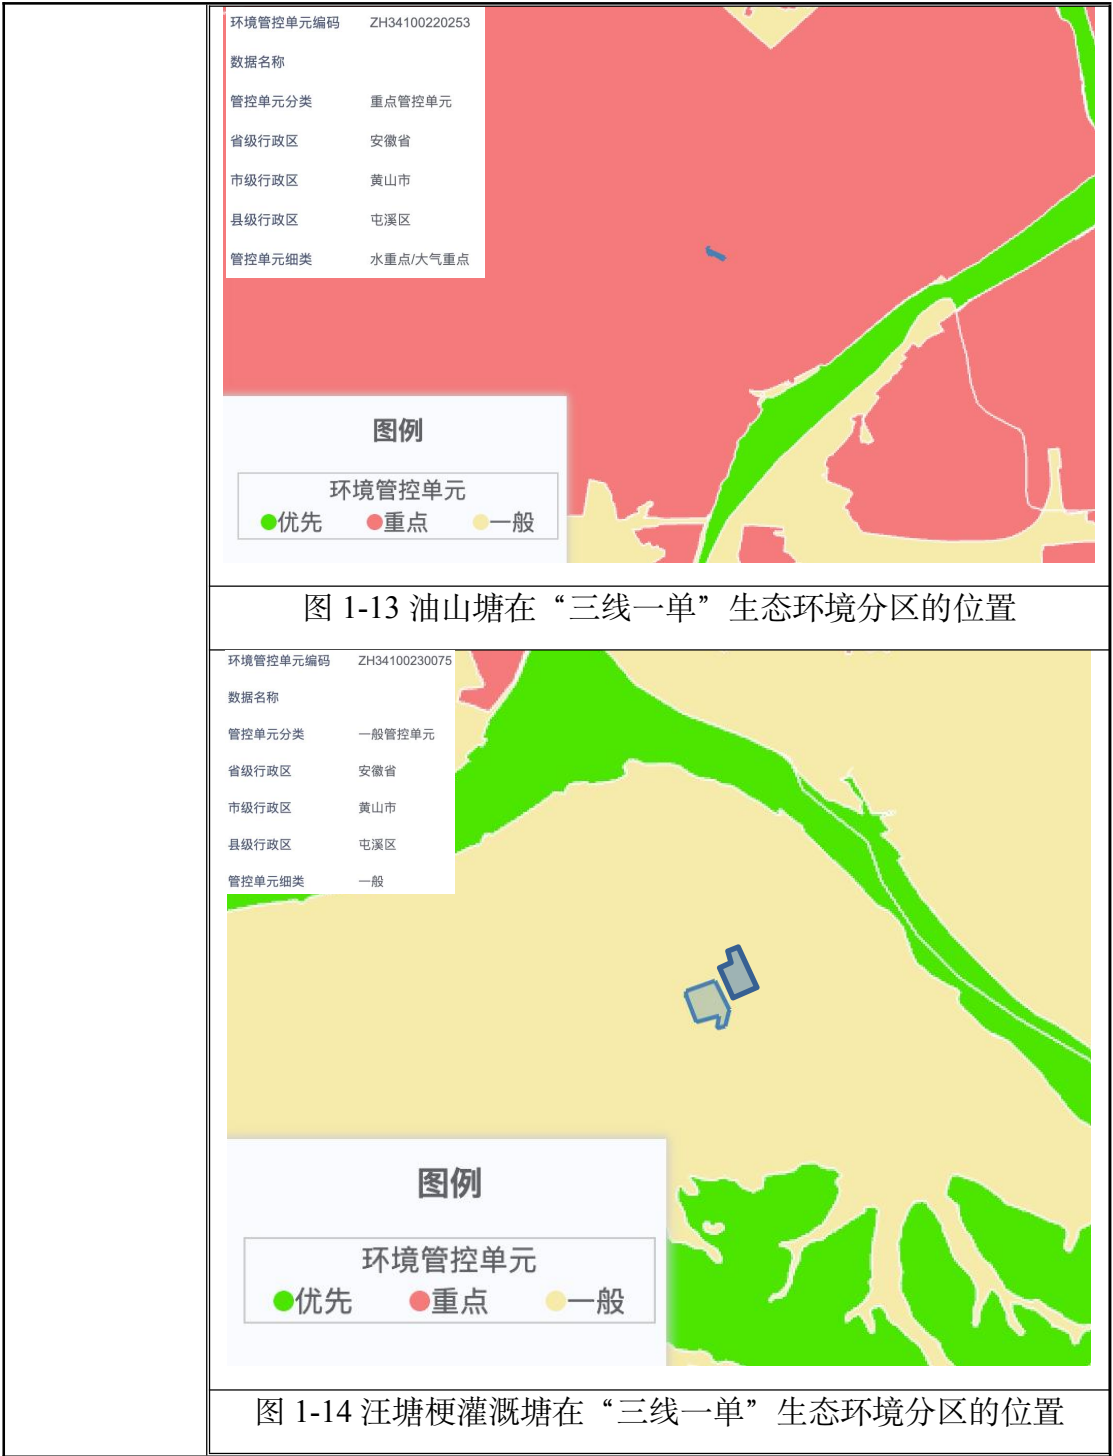 环境管控单元编码 ZH34100220253
数据名称
管控单元分类 重点管控单元
省级行政区 安徽省
市级行政区 黄山市
县级行政区 屯溪区
管控单元细类 水重点/大气重点
图例
环境管控单元
优先 重点 一般
图 1-13 油山塘在“三线一单”生态环境分区的位置
环境管控单元编码 ZH34100230075
数据名称
管控单元分类 一般管控单元
省级行政区 安徽省
市级行政区 黄山市
县级行政区 屯溪区
管控单元细类 一般
图例
环境管控单元
优先 重点 一般
图 1-14 汪塘梗灌溉塘在“三线一单”生态环境分区的位置